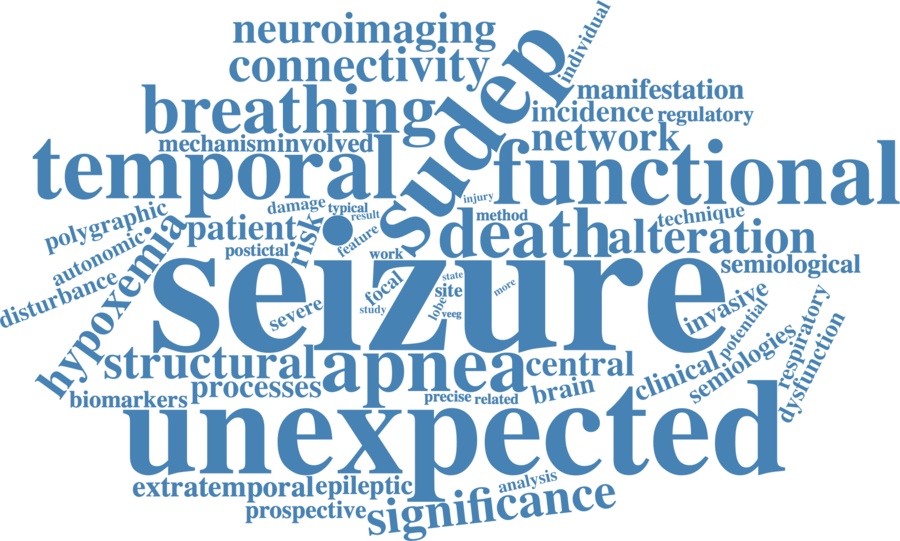 individual
neuroimaging
connectivity
sudep
manifestation
breathing
incidence
regulatory
mechanism
involved
network
temporal
functional
injury
damage
typical
result
method
technique
polygraphic
patient
risk
feature
death
alteration
autonomic
hypoxemia
postictal
work
semiological
disturbance
seizure
focal
state
site
more
severe
study
lobe
veeg
invasive
potential
respiratory
structural
apnea
central
clinical
semiologies
dysfunction
processes
brain
biomarkers
precise
related
unexpected
extratemporal
epileptic
analysis
prospective
significance